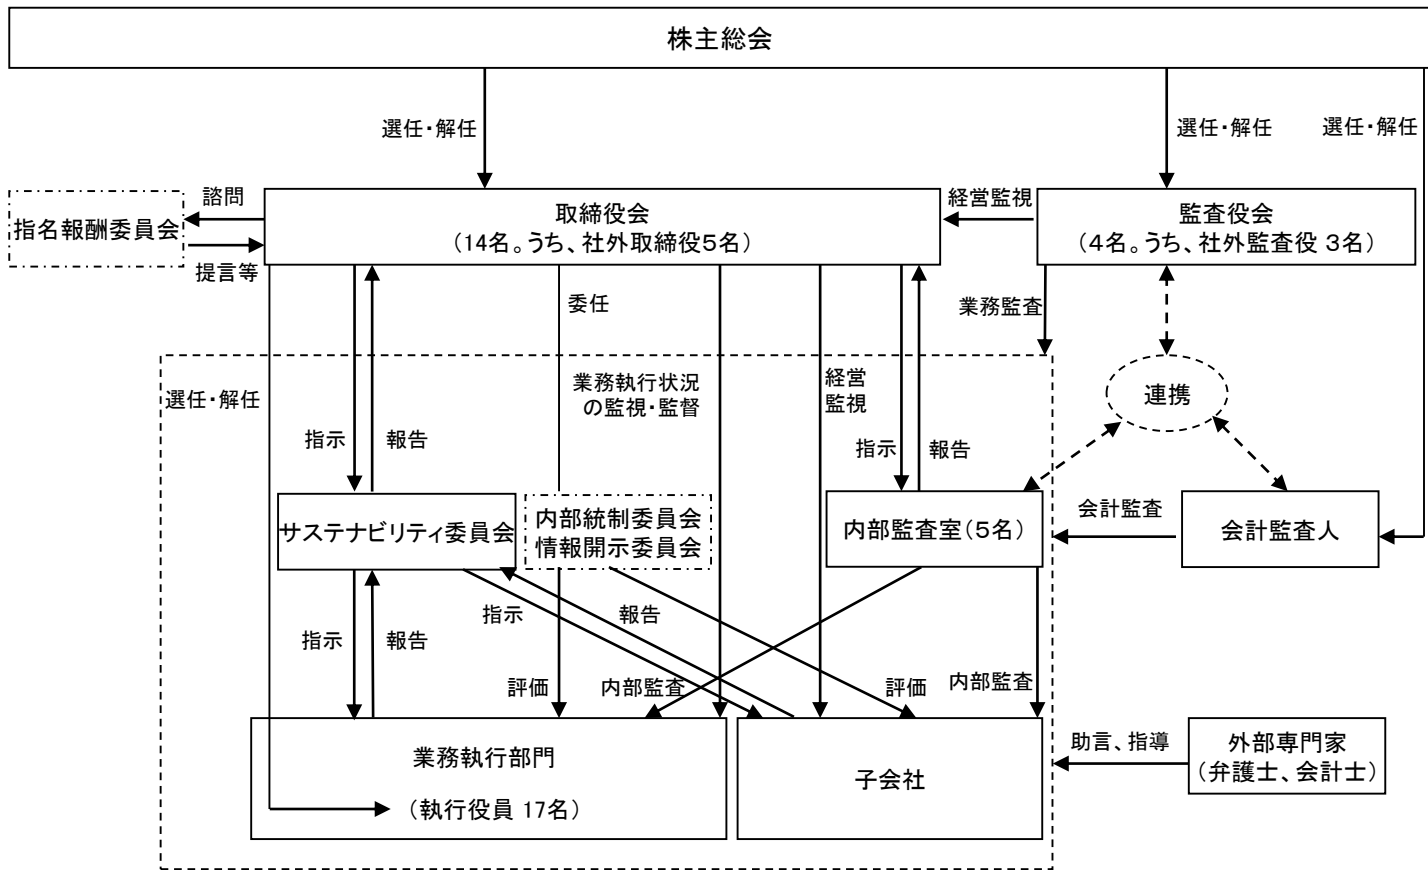 株主総会
選任・解任
選任・解任
選任・解任
指名報酬委員会
諮問
提言等
取締役会
（14名。うち、社外取締役5名）
経営監視
監査役会
（4名。うち、社外監査役 3名）
委任
業務監査
選任・解任
業務執行状況
の監視・監督
経営
監視
連携
指示
報告
指示
報告
サステナビリティ委員会
内部統制委員会
情報開示委員会
内部監査室（5名）
会計監査
会計監査人
指示
報告
指示
報告
評価
内部監査
評価
内部監査
業務執行部門
（執行役員 17名）
子会社
助言、指導
外部専門家
（弁護士、会計士）